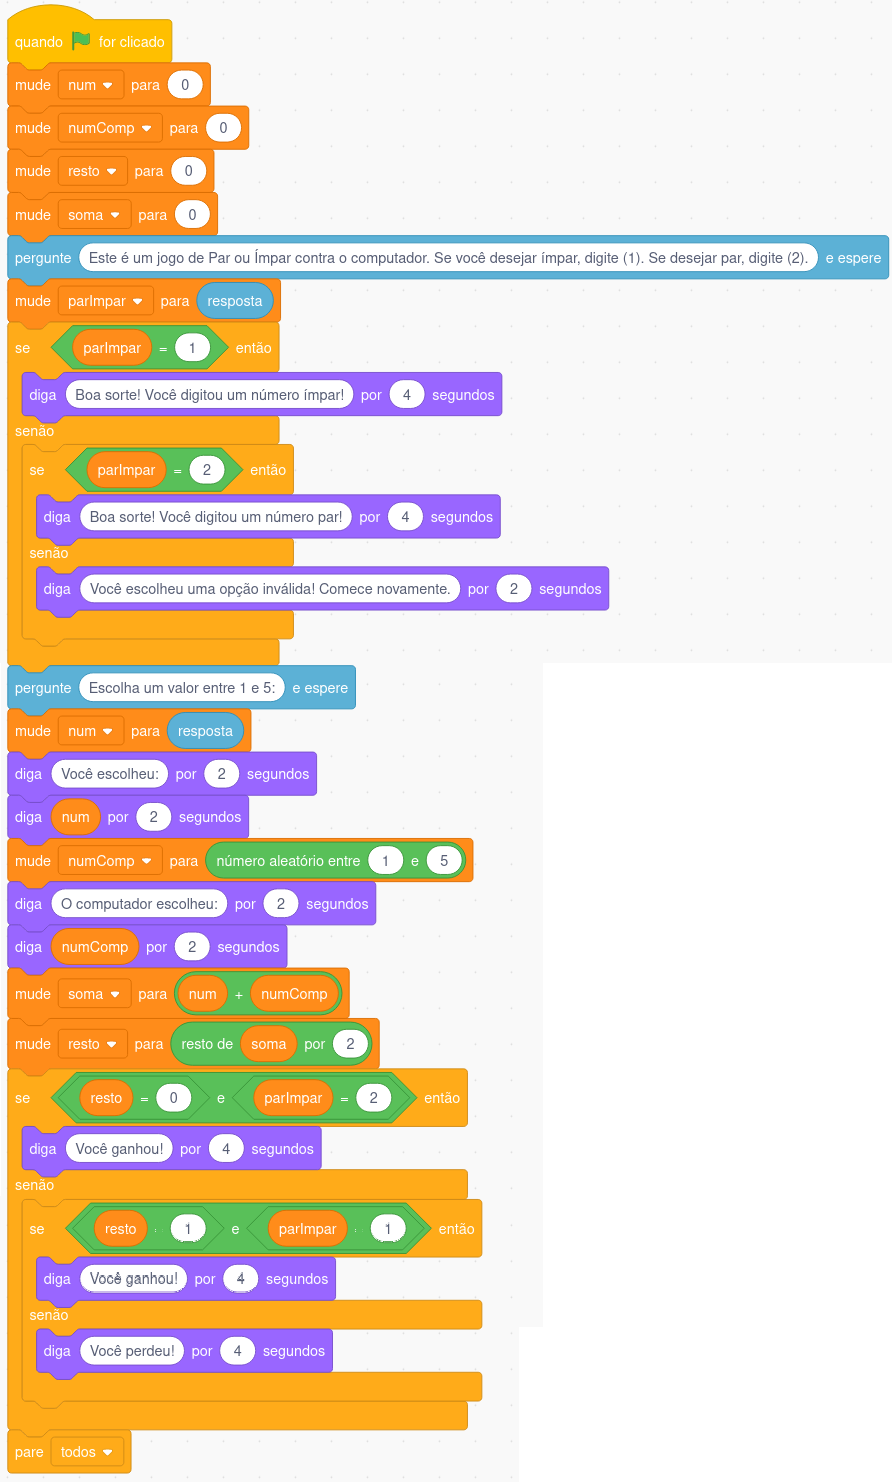 quando for clicado
mude num para 0
mude numComp para 0
mude resto para 0
mude soma para 0
pergunte Este é um jogo de Par ou Ímpar contra o computador. Se você desejar ímpar, digite (1). Se desejar par, digite (2). e espere
mude parImpar para resposta
se parImpar = 1 então
diga Boa sorte! Você digitou um número ímpar! por 4 segundos
senão
se parImpar = 2 então
diga Boa sorte! Você digitou um número par! por 4 segundos
senão
diga Você escolheu uma opção inválida! Comece novamente. por 2 segundos
pergunte Escolha um valor entre 1 e 5: e espere
mude num para resposta
diga Você escolheu: por 2 segundos
diga num por 2 segundos
mude numComp para número aleatório entre 1 e 5
diga O computador escolheu: por 2 segundos
diga numComp por 2 segundos
mude soma para num + numComp
mude resto para resto de soma por 2
se resto = 0 e parImpar = 2 então
diga Você ganhou! por 4 segundos
senão
se resto 1 e parImpar 1 então
diga Você ganhou! por 4 segundos
senão
diga Você perdeu! por 4 segundos
pare todos